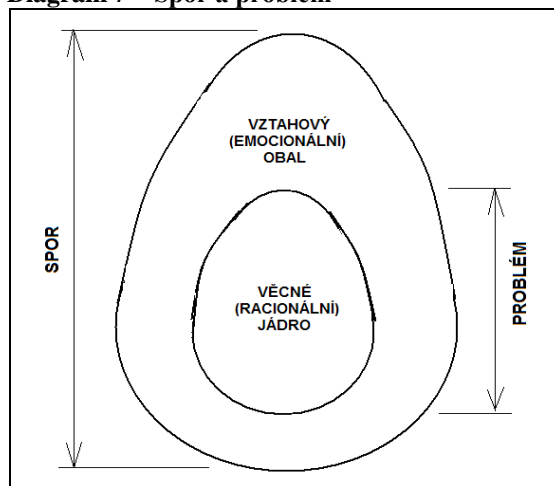 Diagram 7 – Spor a problém
VZTAHOVÝ
(EMOCIONÁLNÍ)
OBAL
SPOR
VĚCNÉ
(RACIONÁLNÍ)
JÁDRO
PROBLÉM